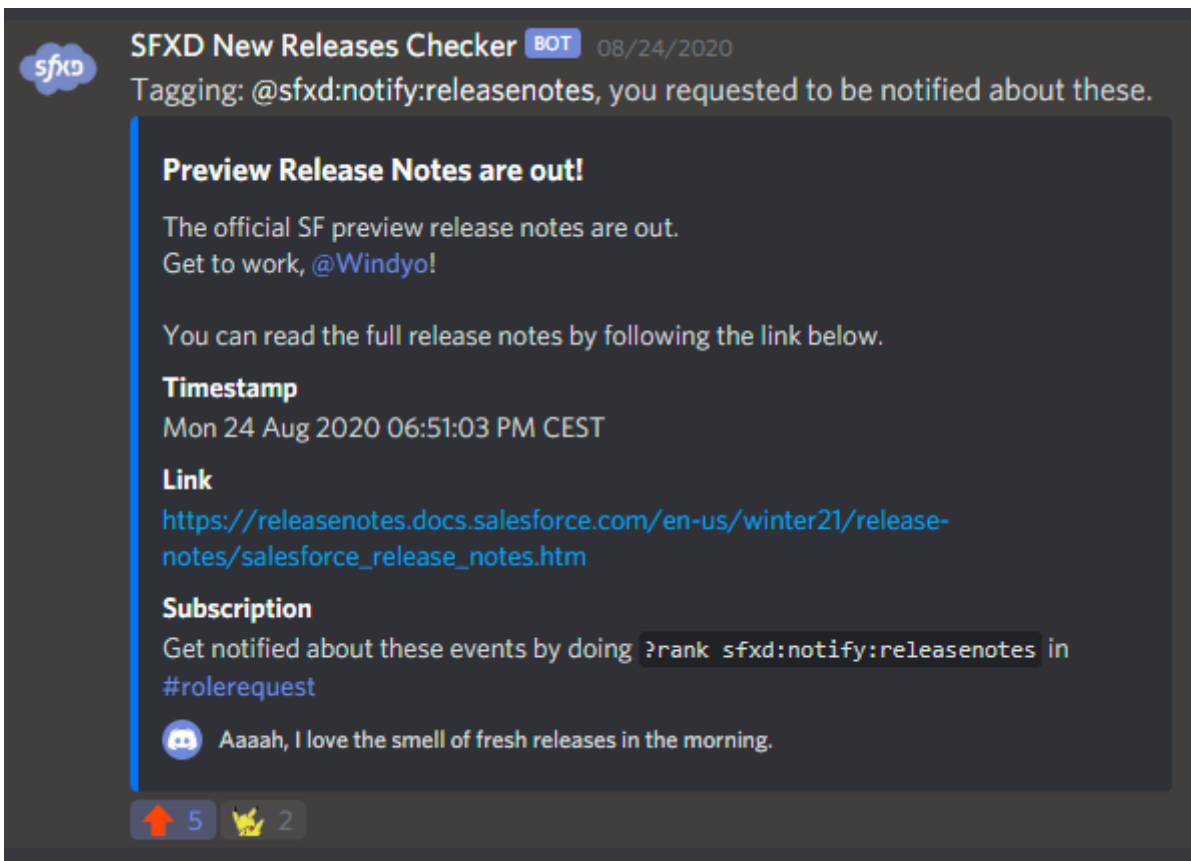 sfxd
SFXD New Releases Checker BOT 08/24/2020
Tagging: @sfxd:notify:releasenotes, you requested to be notified about these.
Preview Release Notes are out!
The official SF preview release notes are out.
Get to work, @Windyo!
You can read the full release notes by following the link below.
Timestamp
Mon 24 Aug 2020 06:51:03 PM CEST
Link
https://releasenotes.docs.salesforce.com/en-us/winter21/release-
notes/salesforce_release_notes.htm
Subscription
Get notified about these events by doing ?rank sfxd:notify:releasenotes in
#rolerequest
Aaaah, I love the smell of fresh releases in the morning.
5 2